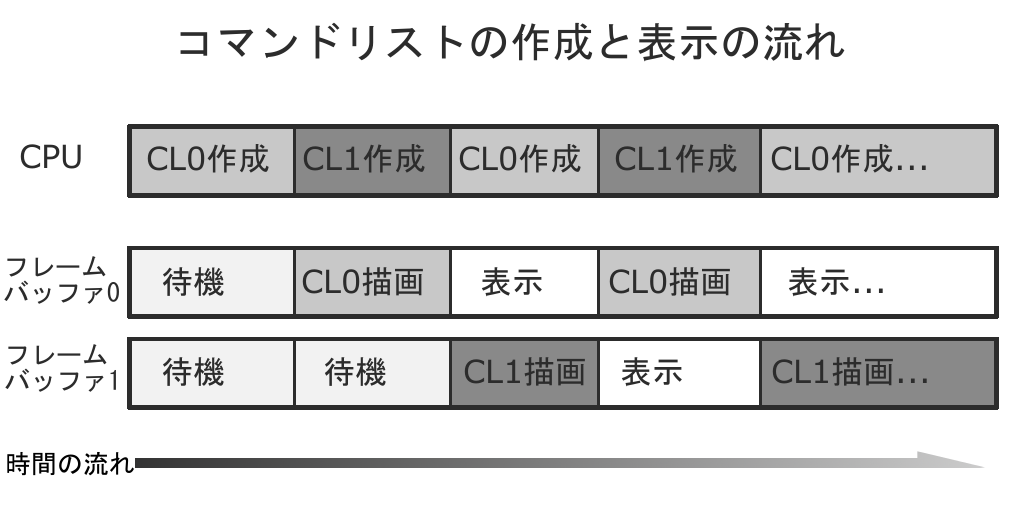 コマンドリストの作成と表示の流れ
CPU
CL0作成
CL1作成
CL0作成
CL1作成
CL0作成...
フレーム
バッファ0
待機
CL0描画
表示
CL0描画
表示...
フレーム
バッファ1
待機
待機
CL1描画
表示
CL1描画...
時間の流れ